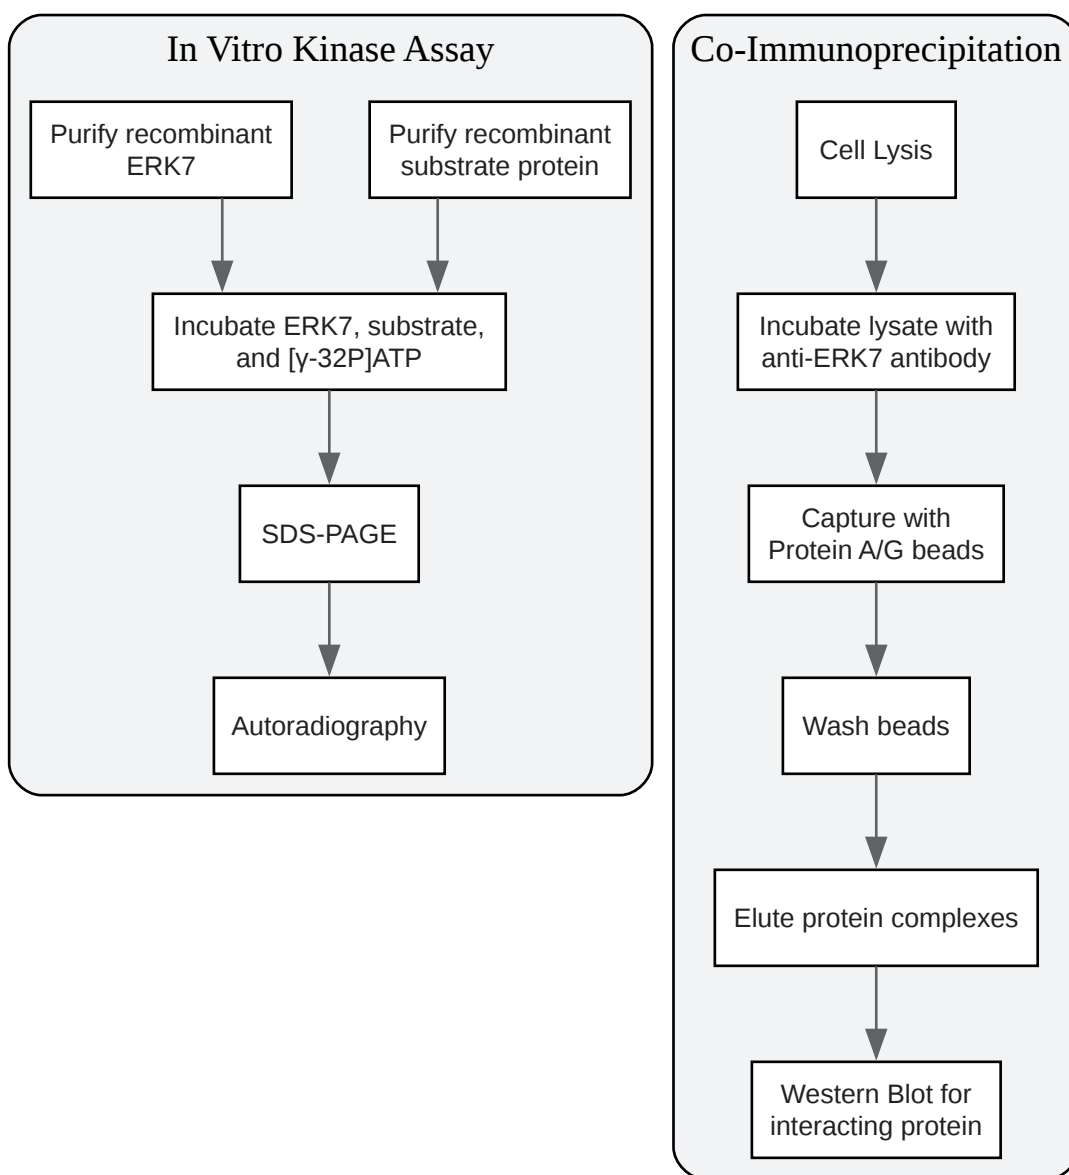 In Vitro Kinase Assay
Purify recombinant
ERK7
Purify recombinant
substrate protein
Incubate ERK7, substrate,
and [γ-32P]ATP
SDS-PAGE
Autoradiography
Co-Immunoprecipitation
Cell Lysis
Incubate lysate with
anti-ERK7 antibody
Capture with
Protein A/G beads
Wash beads
Elute protein complexes
Western Blot for
interacting protein